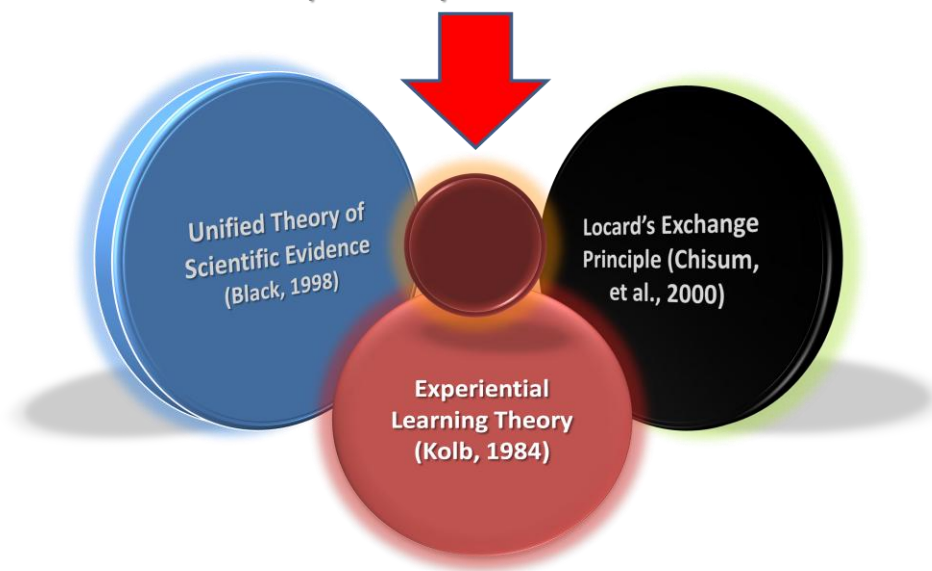 Unified Theory of
Scientific Evidence
(Black, 1998)
Locard’s Exchange
Principle (Chisum,
et al., 2000)
Experiential
Learning Theory
(Kolb, 1984)